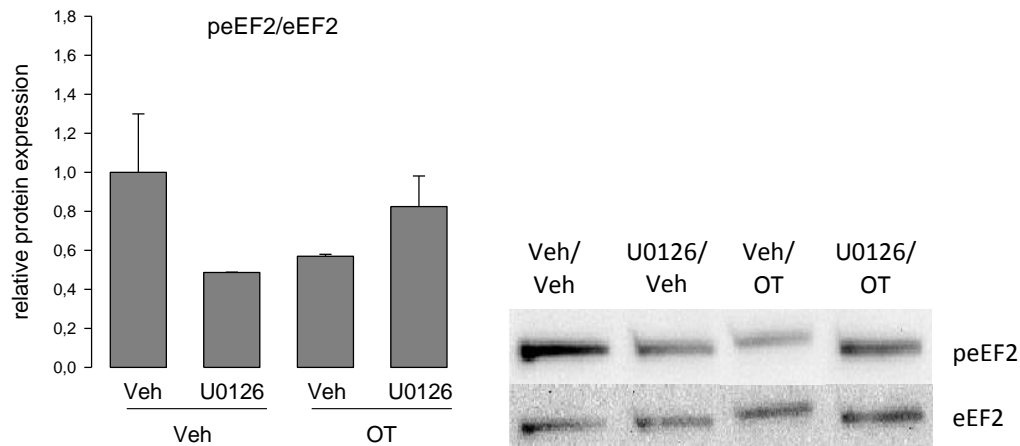 peEF2/eEF2
relative protein expression
1,8
1,6
1,4
1,2
1,0
0,8
0,6
0,4
0,2
0,0
Veh U0126 Veh U0126
Veh OT
Veh/ U0126/ Veh/ U0126/
Veh Veh OT OT
peEF2
eEF2